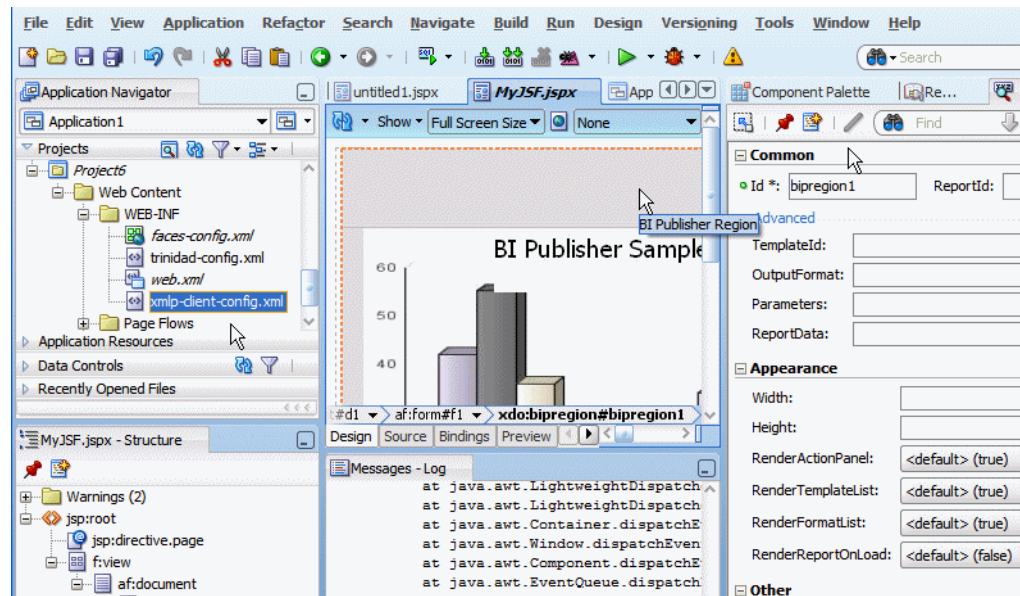 File Edit View Application Refactor Search Navigate Build Run Design Versioning Tools Window Help
Search
Application Navigator
Application1
Projects
Project6
Web Content
WEB-INF
faces-config.xml
trinidad-config.xml
web.xml
xmlp-client-config.xml
Page Flows
Application Resources
Data Controls
Recently Opened Files
MyJSF.jspx - Structure
Warnings (2)
jsp:root
jsp:directive.page
f:view
af:document
untitled1.jspx MyJSF.jspx App
Show Full Screen Size None
BI Publisher Region
BI Publisher Sample
60
50
40
#d1 af:form#f1 xdo:bipregion#bipregion1
Design Source Bindings Preview
Messages - Log
at java.awt.LightweightDispatch
at java.awt.LightweightDispatch
at java.awt.Container.dispatchE
at java.awt.Window.dispatchEven
at java.awt.Component.dispatchE
at java.awt.EventQueue.dispatch
Component Palette Re...
Find
Common
Id *: bipregion1 ReportId:
Advanced
TemplateId:
OutputFormat:
Parameters:
ReportData:
Appearance
Width:
Height:
RenderActionPanel: <default> (true)
RenderTemplateList: <default> (true)
RenderFormatList: <default> (true)
RenderReportOnLoad: <default> (false)
Other